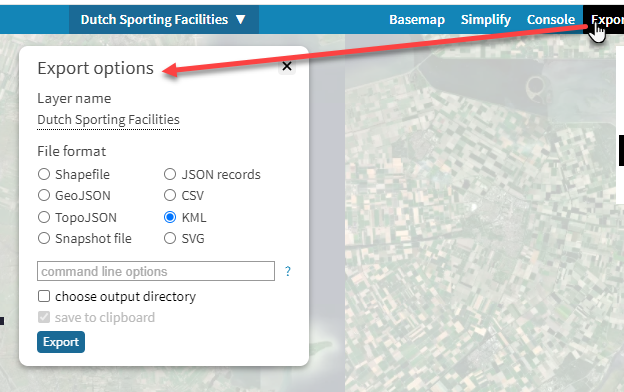 Dutch Sporting Facilities ▼ Basemap Simplify Console Expor
Export options
Layer name
Dutch Sporting Facilities
File format
Shapefile JSON records
GeoJSON CSV
TopoJSON KML
Snapshot file SVG
command line options ?
choose output directory
save to clipboard
Export